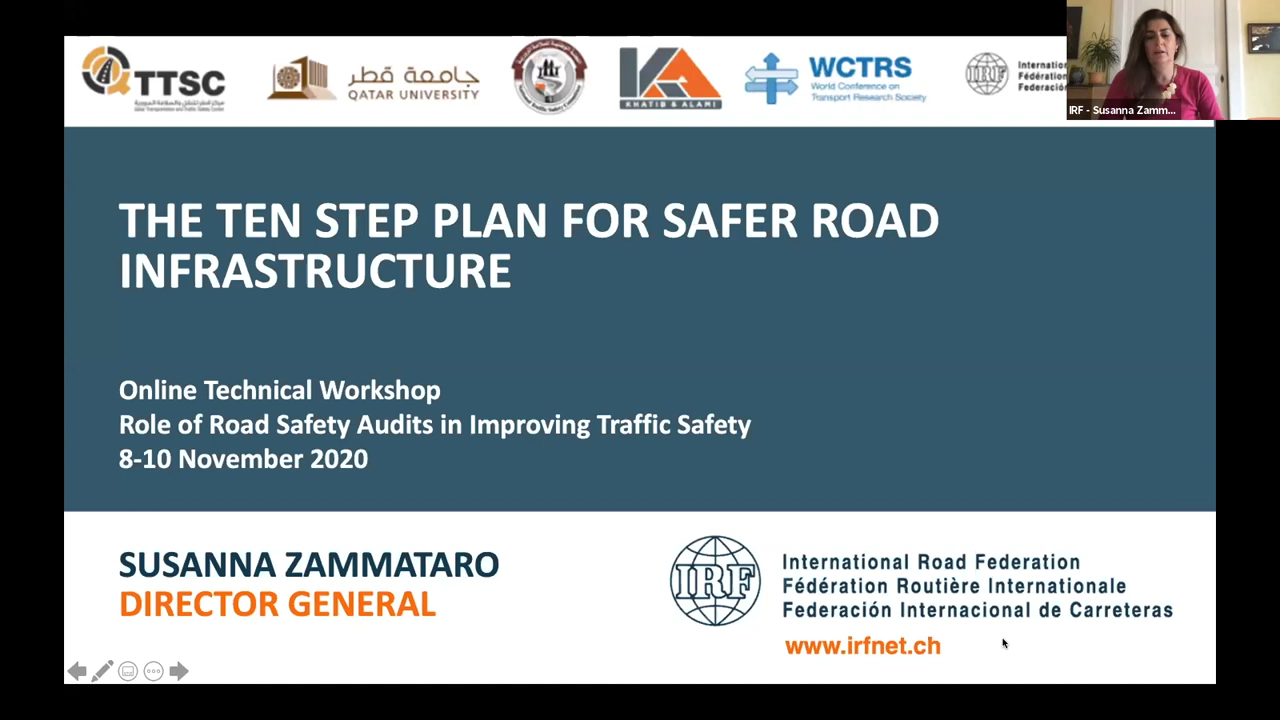 QTTSC
جامعة قطر
QATAR UNIVERSITY
KHATIB & ALAMI
WCTRS
World Conference on
Transport Research Society
IRF
Internation
Fédération
Federación
IRF - Susanna Zamm...
THE TEN STEP PLAN FOR SAFER ROAD
INFRASTRUCTURE
Online Technical Workshop
Role of Road Safety Audits in Improving Traffic Safety
8-10 November 2020
SUSANNA ZAMMATARO
DIRECTOR GENERAL
IRF
International Road Federation
Fédération Routière Internationale
Federación Internacional de Carreteras
www.irfnet.ch